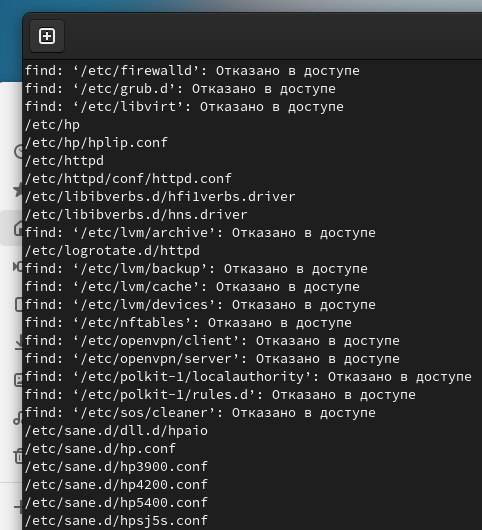 find: ‘/etc/firewalld’: Отказано в доступе
find: ‘/etc/grub.d’: Отказано в доступе
find: ‘/etc/libvirt’: Отказано в доступе
/etc/hp
/etc/hp/hplip.conf
/etc/httpd
/etc/httpd/conf/httpd.conf
/etc/libibverbs.d/hfi1verbs.driver
/etc/libibverbs.d/hns.driver
find: ‘/etc/lvm/archive’: Отказано в доступе
/etc/logrotate.d/httpd
find: ‘/etc/lvm/backup’: Отказано в доступе
find: ‘/etc/lvm/cache’: Отказано в доступе
find: ‘/etc/lvm/devices’: Отказано в доступе
find: ‘/etc/nftables’: Отказано в доступе
find: ‘/etc/openvpn/client’: Отказано в доступе
find: ‘/etc/openvpn/server’: Отказано в доступе
find: ‘/etc/polkit-1/localauthority’: Отказано в доступе
find: ‘/etc/polkit-1/rules.d’: Отказано в доступе
find: ‘/etc/sos/cleaner’: Отказано в доступе
/etc/sane.d/dll.d/hpaio
/etc/sane.d/hp.conf
/etc/sane.d/hp3900.conf
/etc/sane.d/hp4200.conf
/etc/sane.d/hp5400.conf
/etc/sane.d/hpsj5s.conf